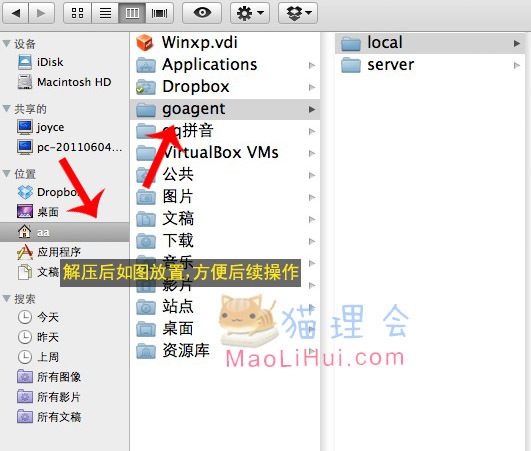 设备
iDisk
Macintosh HD
共享的
joyce
pc-20110604...
位置
Dropbox
桌面
aa
应用程序
文稿
搜索
今天
昨天
上周
所有图像
所有影片
所有文稿
Winxp.vdi
Applications
Dropbox
goagent
qq拼音
VirtualBox VMs
公共
图片
文稿
下载
音乐
影片
站点
桌面
资源库
local
server
解压后如图放置,方便后续操作
猫理会
MaoLiHui.com